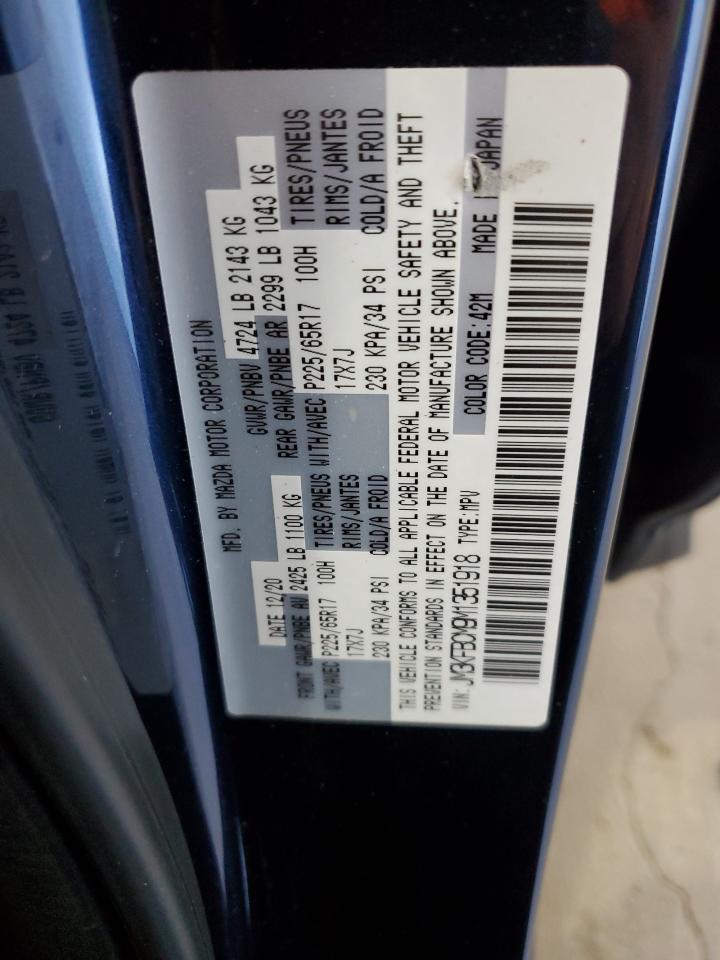 MFD. BY MAZDA MOTOR CORPORATION
DATE 12/20 GVWR/PNBV 4724 LB 2143 KG
FRONT GAWR/PNBE AV 2425 LB 1100 KG REAR GAWR/PNBE AR 2299 LB 1043 KG
WITH/AVEC P225/65R17 100H TIRES/PNEUS WITH/AVEC P225/65R17 100H TIRES/PNEUS
17X7J RIMS/JANTES 17X7J RIMS/JANTES
230 KPA/34 PSI COLD/A FROID 230 KPA/34 PSI COLD/A FROID
THIS VEHICLE CONFORMS TO ALL APPLICABLE FEDERAL MOTOR VEHICLE SAFETY AND THEFT
PREVENTION STANDARDS IN EFFECT ON THE DATE OF MANUFACTURE SHOWN ABOVE.
VIN: JM3KFBCY9M1351918 TYPE:MPV COLOR CODE:42M MADE JAPAN